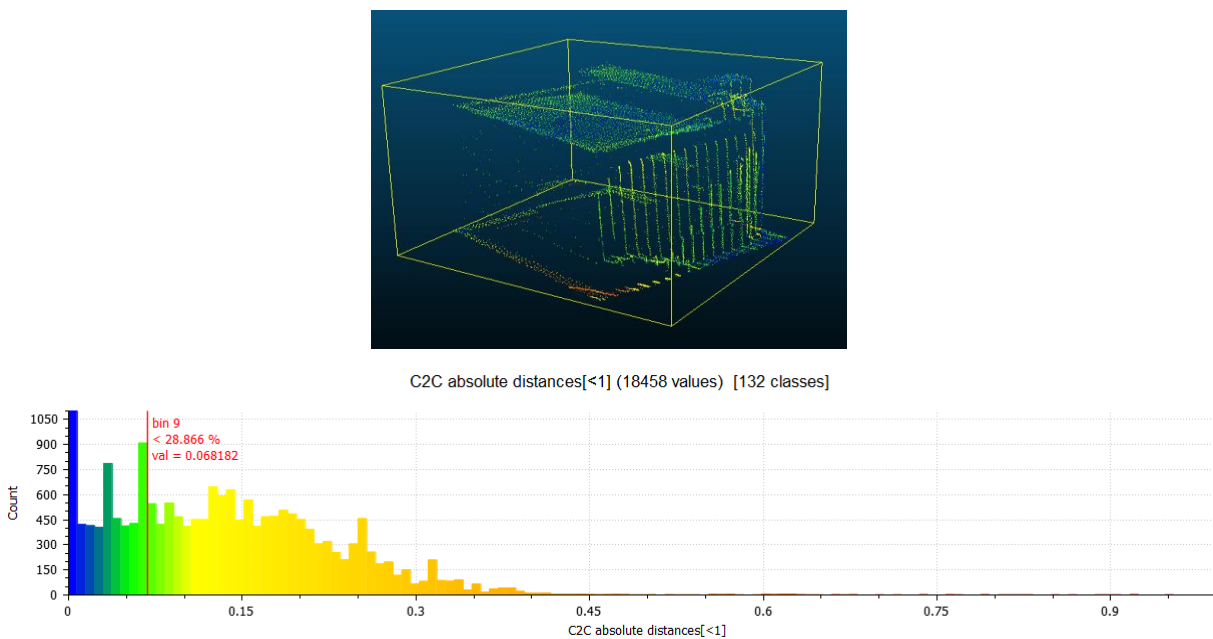 C2C absolute distances[<1] (18458 values) [132 classes]
bin 9
< 28.866 %
val = 0.068182
1050
900
750
600
450
300
150
0
Count
0 0.15 0.3 0.45 0.6 0.75 0.9
C2C absolute distances[<1]